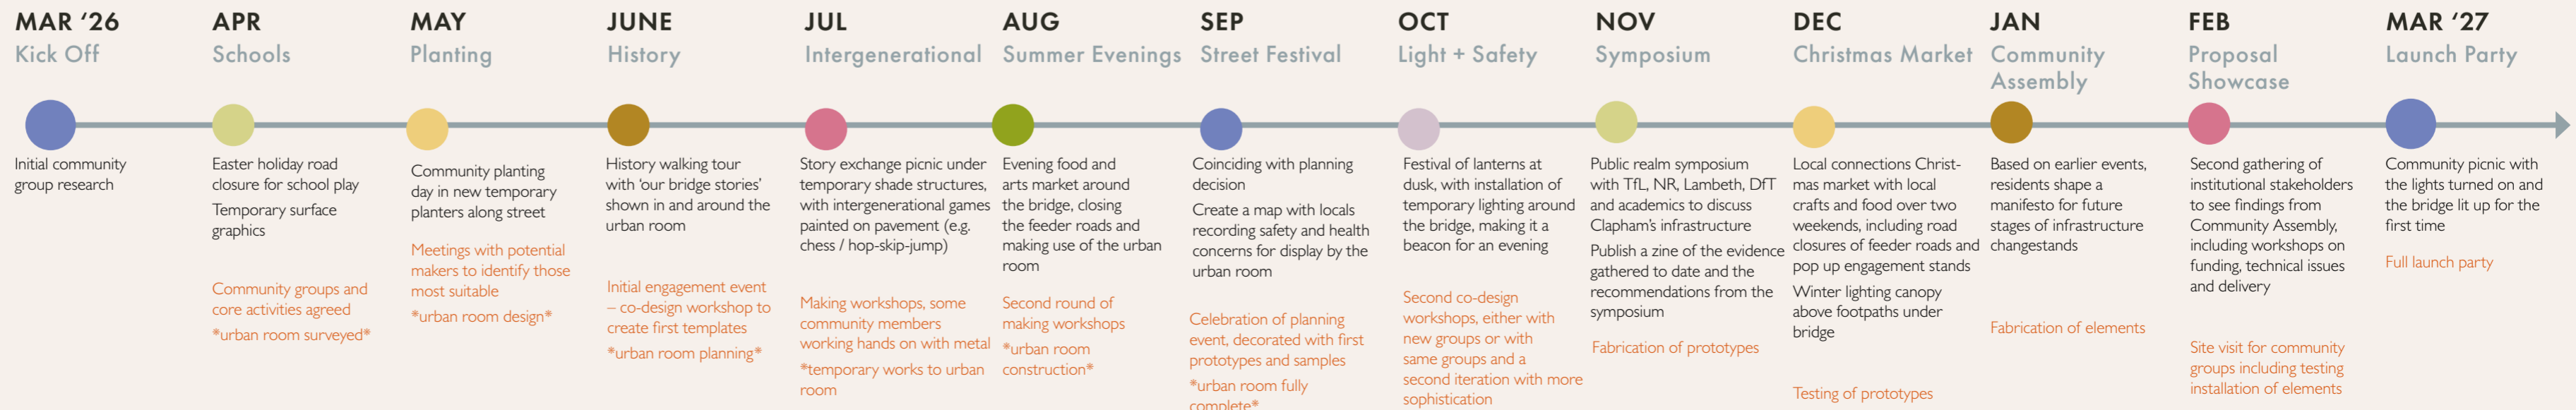 MAR ‘26
Kick Off
Initial community
group research
APR
Schools
Easter holiday road
closure for school play
Temporary surface
graphics
Community groups and
core activities agreed
*urban room surveyed*
MAY
Planting
Community planting
day in new temporary
planters along street
Meetings with potential
makers to identify those
most suitable
*urban room design*
JUNE
History
History walking tour
with ‘our bridge stories’
shown in and around the
urban room
Initial engagement event
– co-design workshop to
create first templates
*urban room planning*
JUL
Intergenerational
Story exchange picnic under
temporary shade structures,
with intergenerational games
painted on pavement (e.g.
chess / hop-skip-jump)
Making workshops, some
community members
working hands on with metal
*temporary works to urban
room
AUG
Summer Evenings
Evening food and
arts market around
the bridge, closing
the feeder roads and
making use of the urban
room
Second round of
making workshops
*urban room
construction*
SEP
Street Festival
Coinciding with planning
decision
Create a map with locals
recording safety and health
concerns for display by the
urban room
Celebration of planning
event, decorated with first
prototypes and samples
*urban room fully
complete*
OCT
Light + Safety
Festival of lanterns at
dusk, with installation of
temporary lighting around
the bridge, making it a
beacon for an evening
Second co-design
workshops, either with
new groups or with
same groups and a
second iteration with more
sophistication
NOV
Symposium
Public realm symposium
with TfL, NR, Lambeth, DfT
and academics to discuss
Clapham’s infrastructure
Publish a zine of the evidence
gathered to date and the
recommendations from the
symposium
Fabrication of prototypes
DEC
Christmas Market
Local connections Christ-
mas market with local
crafts and food over two
weekends, including road
closures of feeder roads and
pop up engagement stands
Winter lighting canopy
above footpaths under
bridge
Testing of prototypes
JAN
Community
Assembly
Based on earlier events,
residents shape a
manifesto for future
stages of infrastructure
changestands
Fabrication of elements
FEB
Proposal
Showcase
Second gathering of
institutional stakeholders
to see findings from
Community Assembly,
including workshops on
funding, technical issues
and delivery
Site visit for community
groups including testing
installation of elements
MAR ‘27
Launch Party
Community picnic with
the lights turned on and
the bridge lit up for the
first time
Full launch party